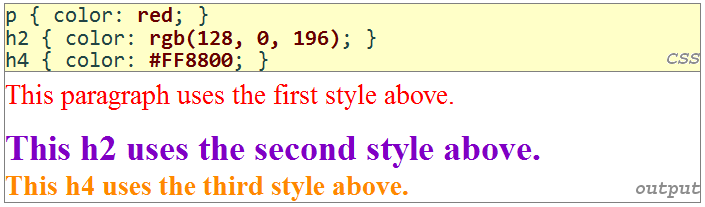 p { color: red; }
h2 { color: rgb(128, 0, 196); }
h4 { color: #FF8800; }
CSS
This paragraph uses the first style above.
This h2 uses the second style above.
This h4 uses the third style above.
output